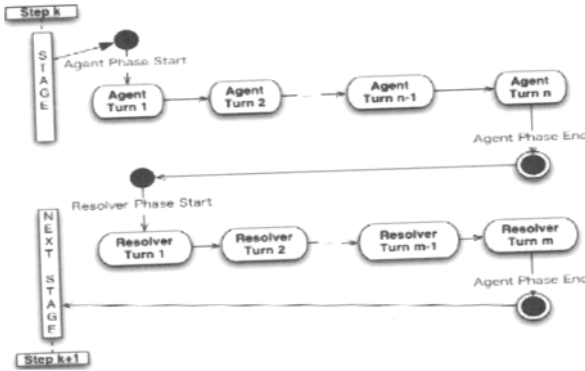 Step k
STAGE
Agent Phase Start
Agent
Turn 1
Agent
Turn 2
...
Agent
Turn n-1
Agent
Turn n
Agent Phase End
Resolver Phase Start
NEXT STAGE
Resolver
Turn 1
Resolver
Turn 2
...
Resolver
Turn m-1
Resolver
Turn m
Agent Phase End
Step k+1